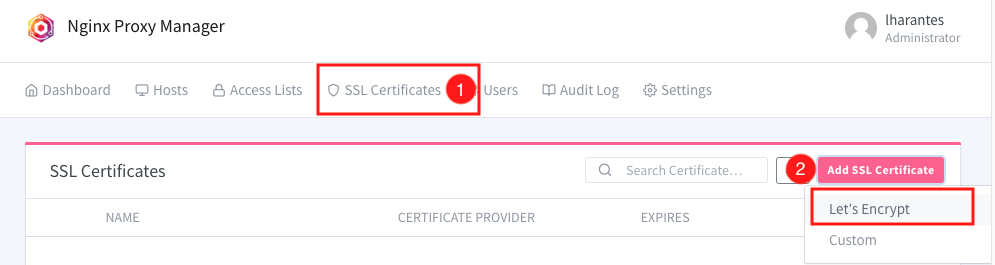 Nginx Proxy Manager
lharantes
Administrator
Dashboard Hosts Access Lists SSL Certificates 1 Users Audit Log Settings
SSL Certificates Search Certificate... 2 Add SSL Certificate
NAME CERTIFICATE PROVIDER EXPIRES
Let's Encrypt
Custom